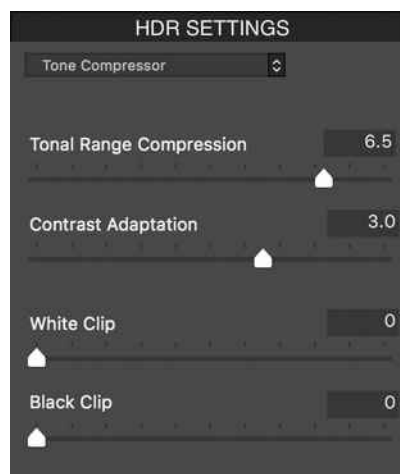 HDR SETTINGS
Tone Compressor
Tonal Range Compression 6.5
Contrast Adaptation 3.0
White Clip 0
Black Clip 0